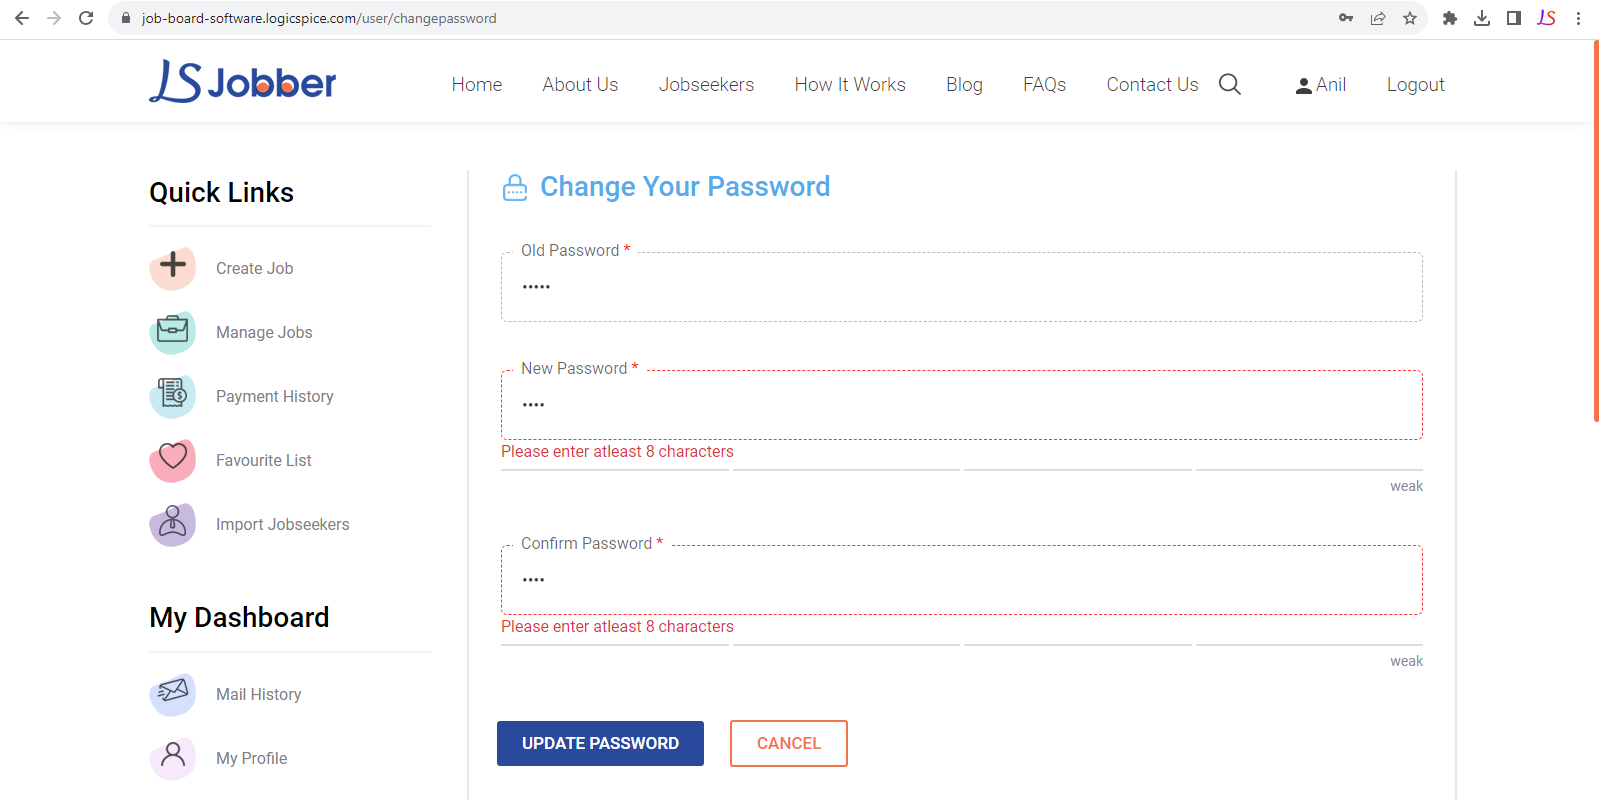 job-board-software.logicspice.com/user/changepassword
LS
LS Jobber
Home About Us Jobseekers How It Works Blog FAQs Contact Us Anil Logout
Quick Links
Create Job
Manage Jobs
Payment History
Favourite List
Import Jobseekers
My Dashboard
Mail History
My Profile
Change Your Password
Old Password *
•••••
New Password *
••••
Please enter atleast 8 characters
weak
Confirm Password *
••••
Please enter atleast 8 characters
weak
UPDATE PASSWORD CANCEL